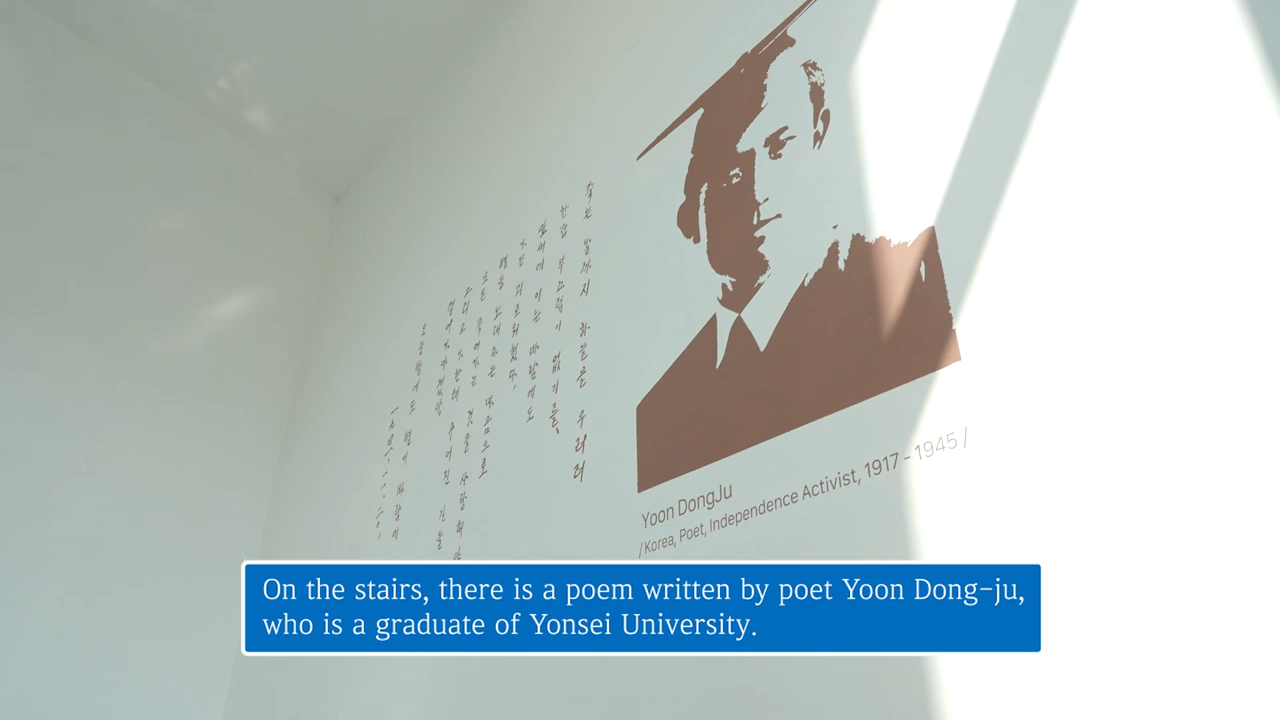 죽는 날까지 하늘을 우러러
한점 부끄럼이 없기를,
잎새에 이는 바람에도
나는 괴로워했다.
별을 노래하는 마음으로
모든 죽어가는 것을 사랑해야
그리고 나한테 주어진 길을
걸어가야겠다.
오늘밤에도 별이 바람에
Yoon DongJu
/ Korea, Poet, Independence Activist, 1917 - 1945 /
On the stairs, there is a poem written by poet Yoon Dong-ju,
who is a graduate of Yonsei University.